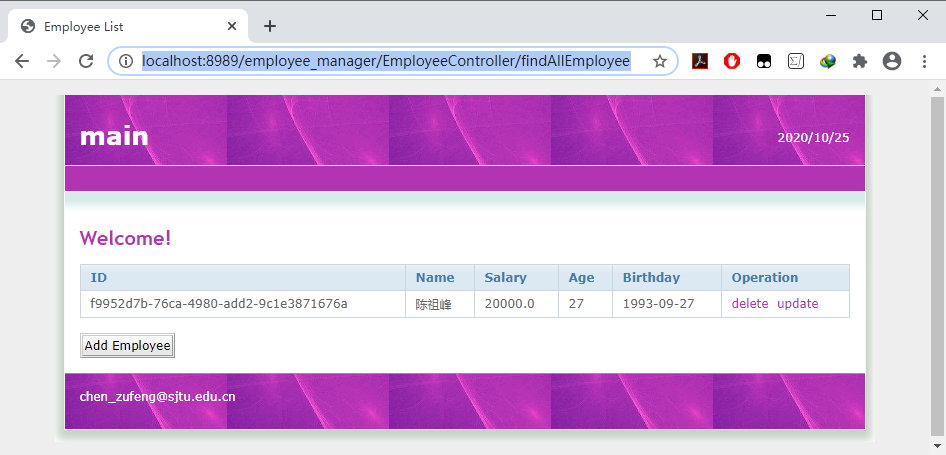 Employee List
localhost:8989/employee_manager/EmployeeController/findAllEmployee
main
2020/10/25
Welcome!
ID Name Salary Age Birthday Operation
f9952d7b-76ca-4980-add2-9c1e3871676a 陈祖峰 20000.0 27 1993-09-27 delete update
Add Employee
chen_zufeng@sjtu.edu.cn